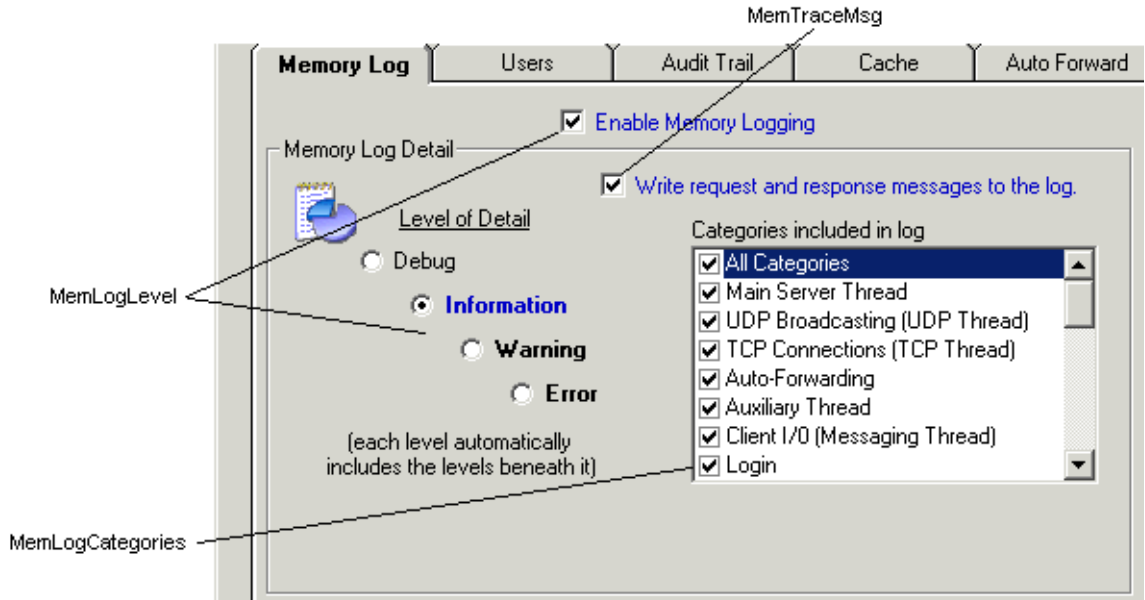 MemTraceMsg
Memory Log
Users
Audit Trail
Cache
Auto Forward
Enable Memory Logging
Memory Log Detail
Write request and response messages to the log.
Level of Detail
Categories included in log
Debug
All Categories
MemLogLevel
Information
Main Server Thread
UDP Broadcasting (UDP Thread)
Warning
TCP Connections (TCP Thread)
Auto-Forwarding
Error
Auxiliary Thread
(each level automatically
includes the levels beneath it)
Client I/O (Messaging Thread)
Login
MemLogCategories